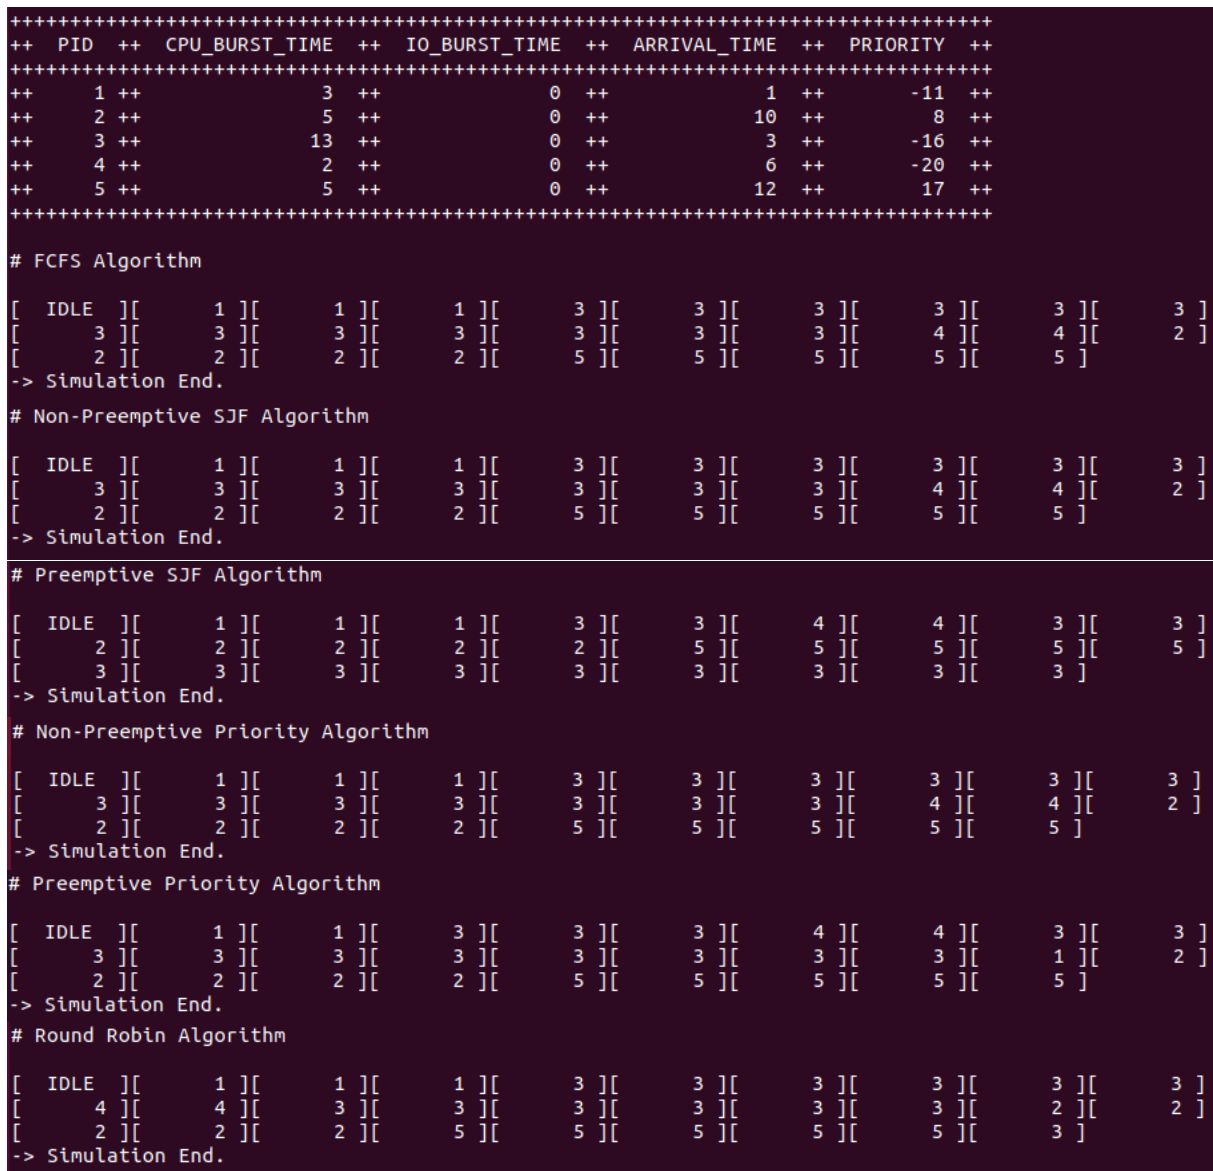 ++++++++++++++++++++++++++++++++++++++++++++++++++++++++++++++++++++++++++++++++++
++  PID  ++  CPU_BURST_TIME  ++  IO_BURST_TIME  ++  ARRIVAL_TIME  ++  PRIORITY  ++
++++++++++++++++++++++++++++++++++++++++++++++++++++++++++++++++++++++++++++++++++
++     1 ++               3  ++              0  ++             1  ++       -11  ++
++     2 ++               5  ++              0  ++            10  ++         8  ++
++     3 ++              13  ++              0  ++             3  ++       -16  ++
++     4 ++               2  ++              0  ++             6  ++       -20  ++
++     5 ++               5  ++              0  ++            12  ++        17  ++
++++++++++++++++++++++++++++++++++++++++++++++++++++++++++++++++++++++++++++++++++
# FCFS Algorithm
[  IDLE  ][      1 ][      1 ][      1 ][      3 ][      3 ][      3 ][      3 ][      3 ][      3 ]
[      3 ][      3 ][      3 ][      3 ][      3 ][      3 ][      3 ][      4 ][      4 ][      2 ]
[      2 ][      2 ][      2 ][      2 ][      5 ][      5 ][      5 ][      5 ][      5 ]
-> Simulation End.
# Non-Preemptive SJF Algorithm
[  IDLE  ][      1 ][      1 ][      1 ][      3 ][      3 ][      3 ][      3 ][      3 ][      3 ]
[      3 ][      3 ][      3 ][      3 ][      3 ][      3 ][      3 ][      4 ][      4 ][      2 ]
[      2 ][      2 ][      2 ][      2 ][      5 ][      5 ][      5 ][      5 ][      5 ]
-> Simulation End.
# Preemptive SJF Algorithm
[  IDLE  ][      1 ][      1 ][      1 ][      3 ][      3 ][      4 ][      4 ][      3 ][      3 ]
[      2 ][      2 ][      2 ][      2 ][      2 ][      5 ][      5 ][      5 ][      5 ][      5 ]
[      3 ][      3 ][      3 ][      3 ][      3 ][      3 ][      3 ][      3 ][      3 ]
-> Simulation End.
# Non-Preemptive Priority Algorithm
[  IDLE  ][      1 ][      1 ][      1 ][      3 ][      3 ][      3 ][      3 ][      3 ][      3 ]
[      3 ][      3 ][      3 ][      3 ][      3 ][      3 ][      3 ][      4 ][      4 ][      2 ]
[      2 ][      2 ][      2 ][      2 ][      5 ][      5 ][      5 ][      5 ][      5 ]
-> Simulation End.
# Preemptive Priority Algorithm
[  IDLE  ][      1 ][      1 ][      3 ][      3 ][      3 ][      4 ][      4 ][      3 ][      3 ]
[      3 ][      3 ][      3 ][      3 ][      3 ][      3 ][      3 ][      3 ][      1 ][      2 ]
[      2 ][      2 ][      2 ][      2 ][      5 ][      5 ][      5 ][      5 ][      5 ]
-> Simulation End.
# Round Robin Algorithm
[  IDLE  ][      1 ][      1 ][      1 ][      3 ][      3 ][      3 ][      3 ][      3 ][      3 ]
[      4 ][      4 ][      3 ][      3 ][      3 ][      3 ][      3 ][      3 ][      2 ][      2 ]
[      2 ][      2 ][      2 ][      5 ][      5 ][      5 ][      5 ][      5 ][      3 ]
-> Simulation End.